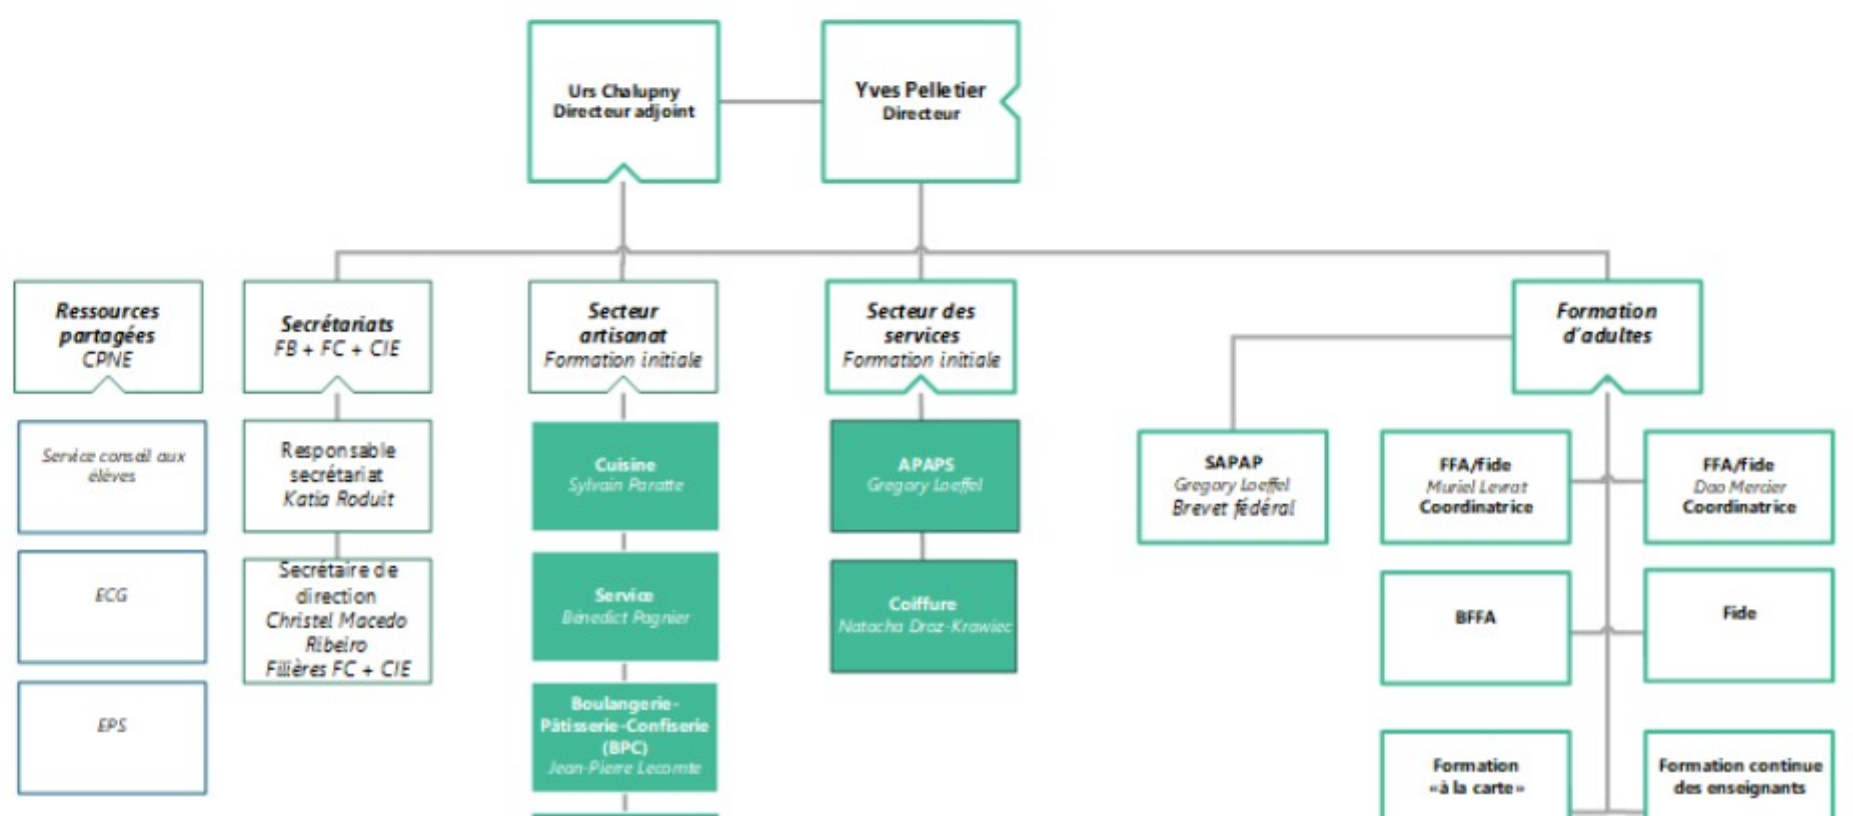 Urs Chalupny
Directeur adjoint
Yves Pelletier
Directeur
Ressources
partagées
CPNE
Secrétariats
FB + FC + CIE
Secteur
artisanat
Formation initiale
Secteur des
services
Formation initiale
Formation
d'adultes
Service conseil aux
élèves
ECG
EPS
Responsable
secrétariat
Katia Roduit
Secrétaire de
direction
Christel Macedo
Ribeiro
Filières FC + CIE
Cuisine
Sylvain Paratte
Service
Bénedict Pagnier
Boulangerie-
Pâtisserie-Confiserie
(BPC)
Jean-Pierre Lecomte
APAPS
Gregory Loeffel
Coiffure
Natacha Droz-Krawiec
SAPAP
Gregory Loeffel
Brevet fédéral
FFA/fide
Muriel Levrat
Coordinatrice
FFA/fide
Dao Mercier
Coordinatrice
BFFA
Fide
Formation
«à la carte»
Formation continue
des enseignants